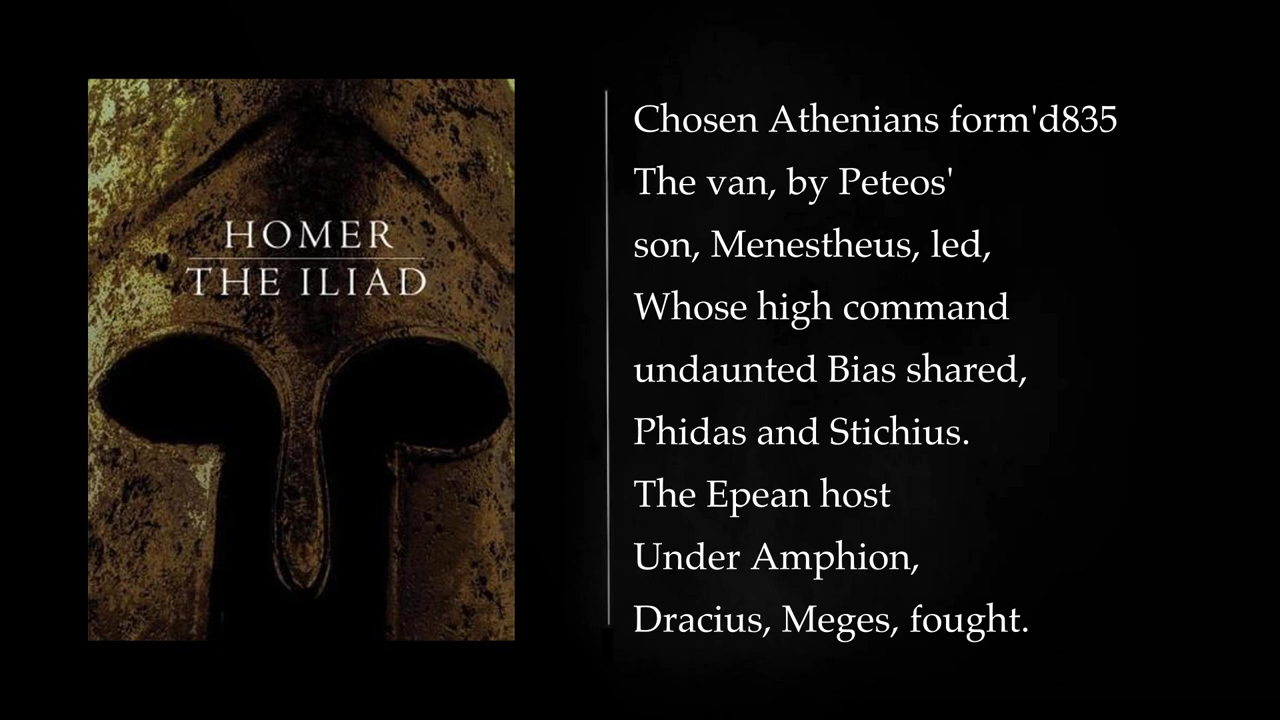 HOMER
THE ILIAD
Chosen Athenians form'd835
The van, by Peteos'
son, Menestheus, led,
Whose high command
undaunted Bias shared,
Phidas and Stichius.
The Epean host
Under Amphion,
Dracius, Meges, fought.